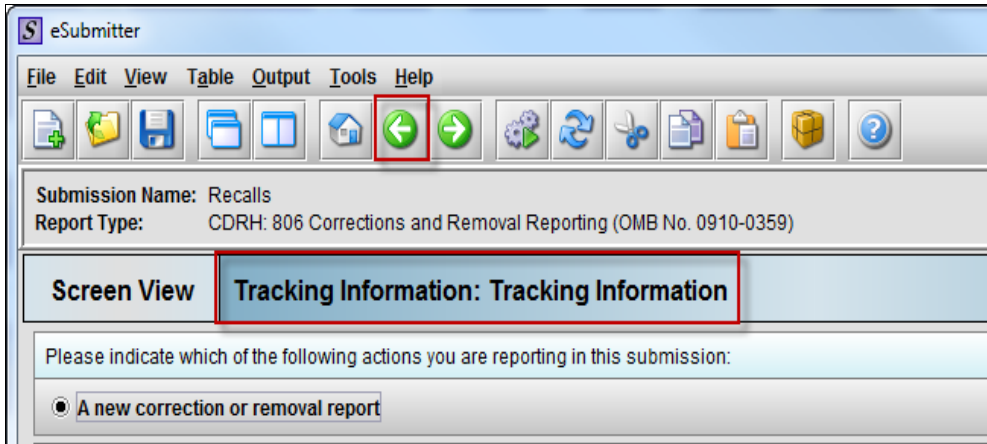 S eSubmitter
File Edit View Table Output Tools Help
?
Submission Name: Recalls
Report Type: CDRH: 806 Corrections and Removal Reporting (OMB No. 0910-0359)
Screen View Tracking Information: Tracking Information
Please indicate which of the following actions you are reporting in this submission:
A new correction or removal report